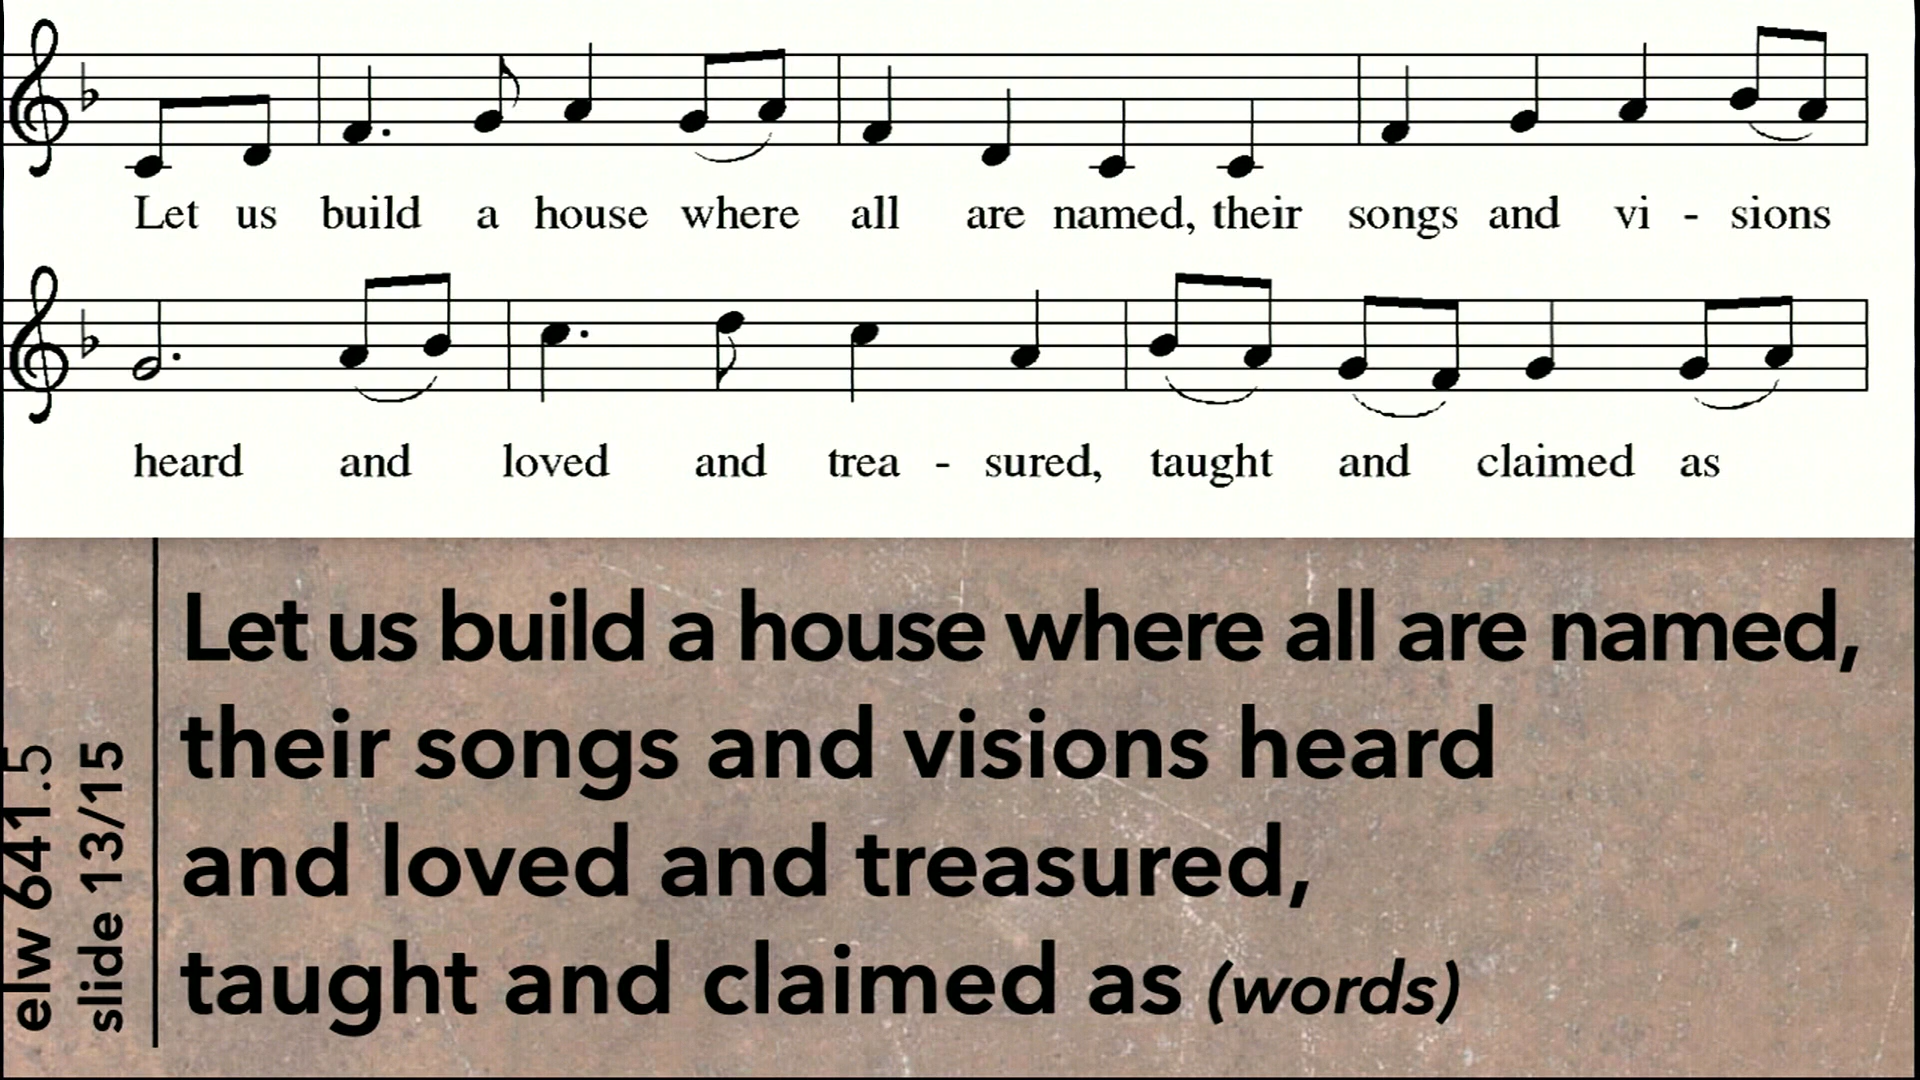 Let us build a house where all are named, their songs and vi - sions
heard and loved and trea - sured, taught and claimed as
elw 641.5
slide 13/15
Let us build a house where all are named,
their songs and visions heard
and loved and treasured,
taught and claimed as (words)